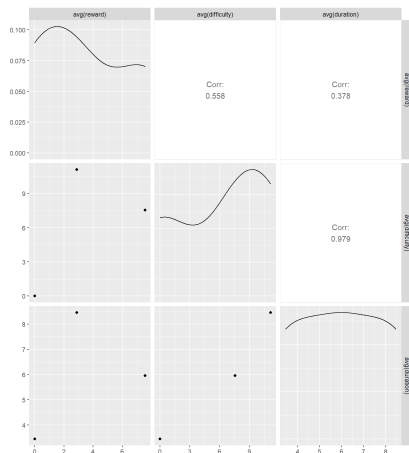 avg(reward) avg(difficulty) avg(duration)
0.100
0.075
0.050
0.025
0.000
Corr:
0.558
Corr:
0.378
avg(reward)
9
6
3
0
Corr:
0.979
avg(difficulty)
8
7
6
5
4
avg(duration)
0 2 4 6 0 3 6 9 4 5 6 7 8